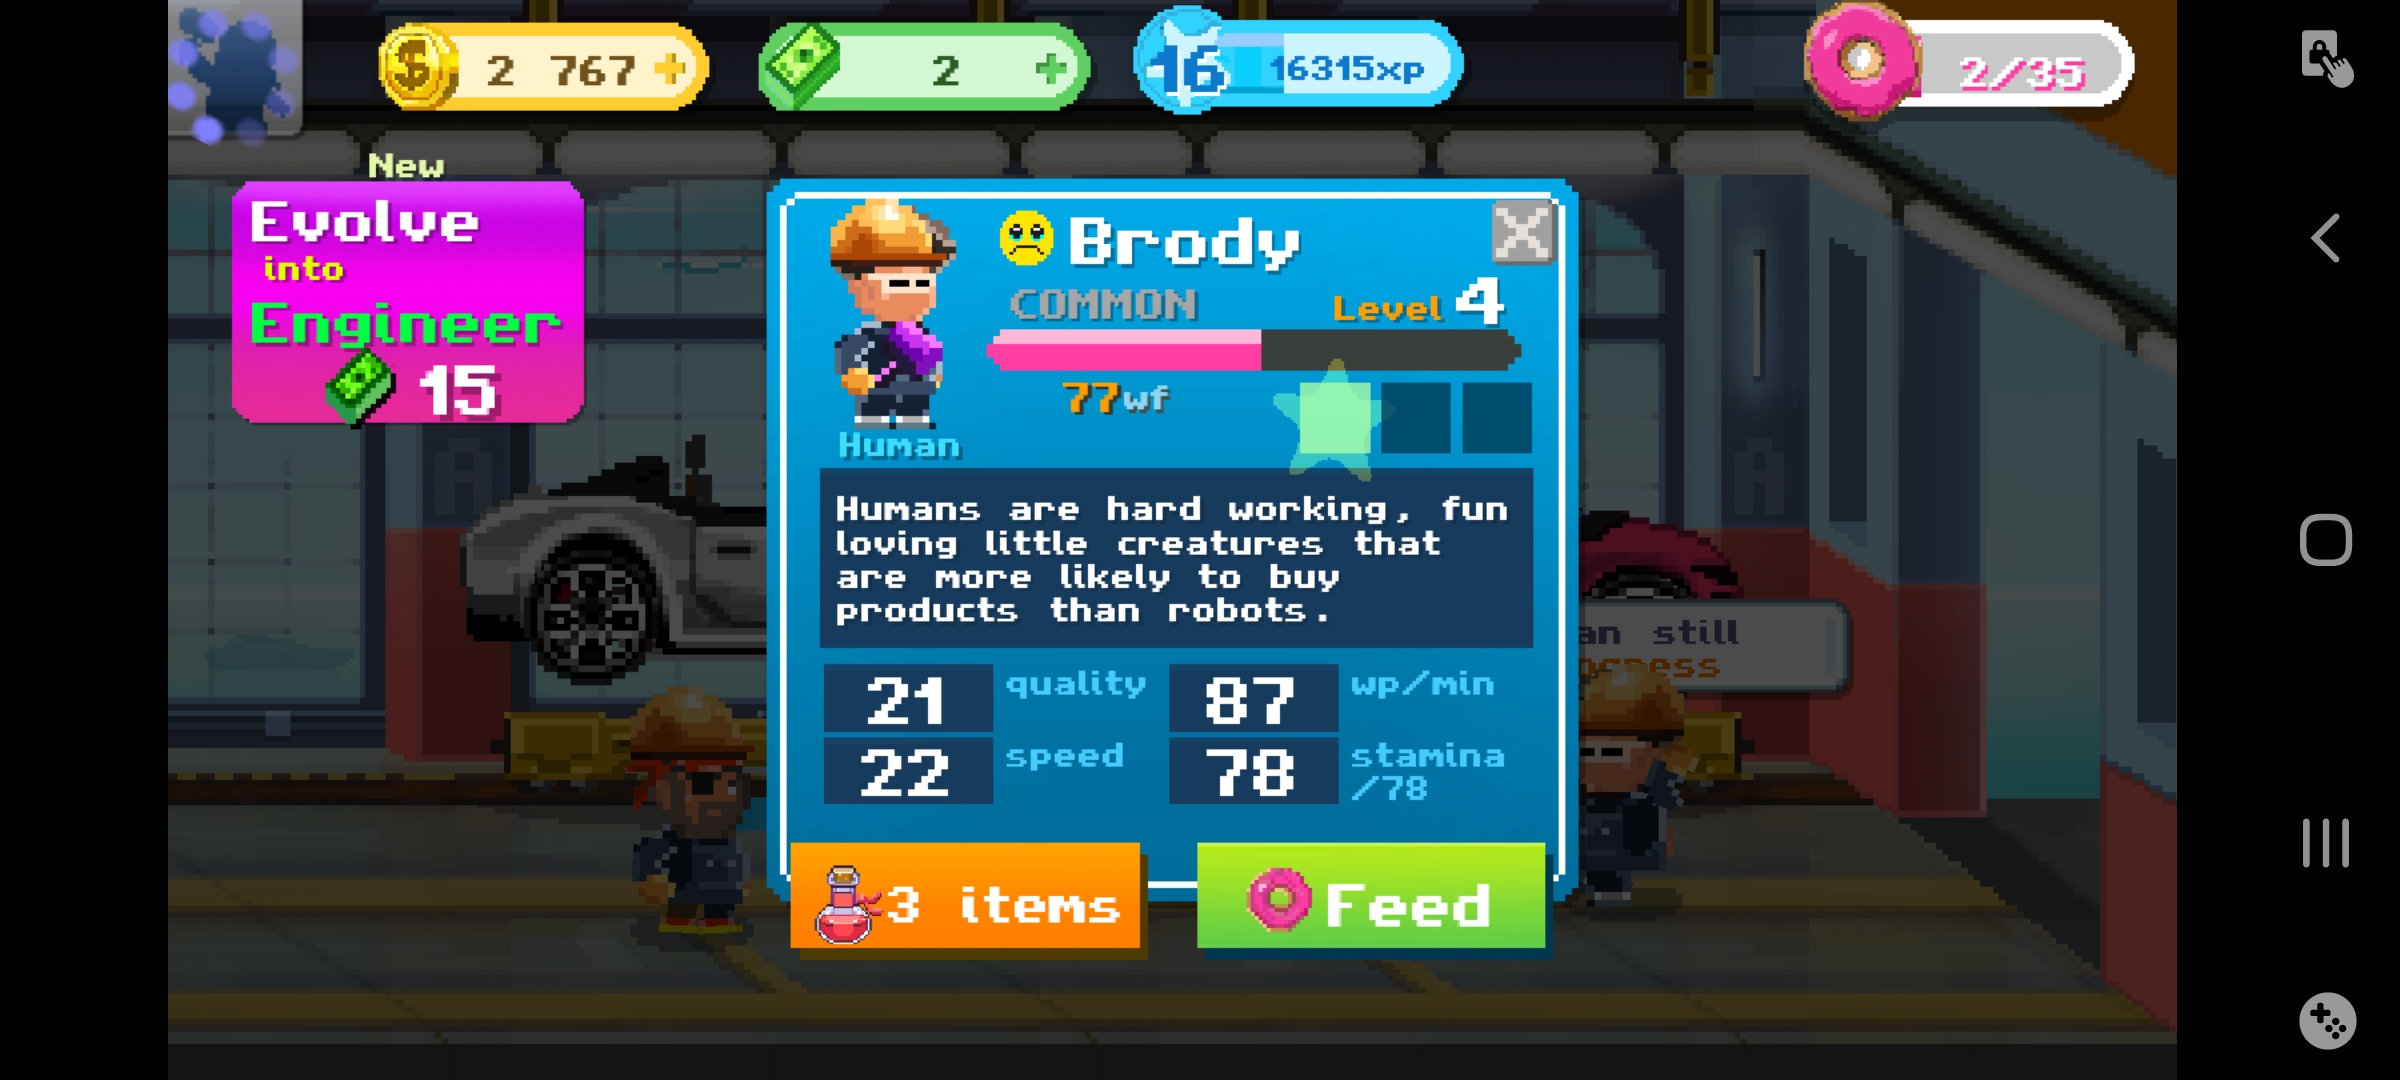 2 767 +
2 +
16 16315xp
2/35
New
Evolve
into
Engineer
15
Brody
COMMON
Level 4
77wf
Human
Humans are hard working, fun
loving little creatures that
are more likely to buy
products than robots.
21 quality
87 wp/min
22 speed
78 stamina
/78
3 items
Feed
an still
ocness